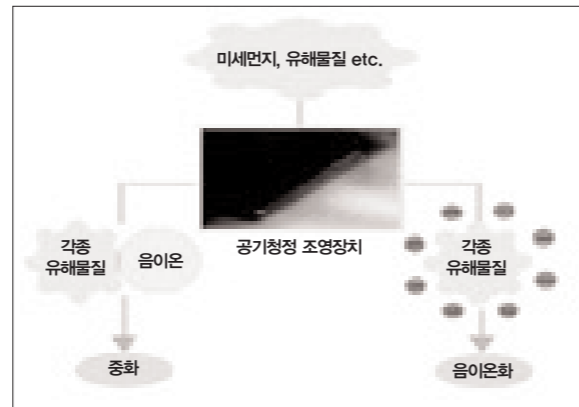 미세먼지, 유해물질 etc.
공기청정 조영장치
각종
유해물질
음이온
각종
유해물질
중화
음이온화